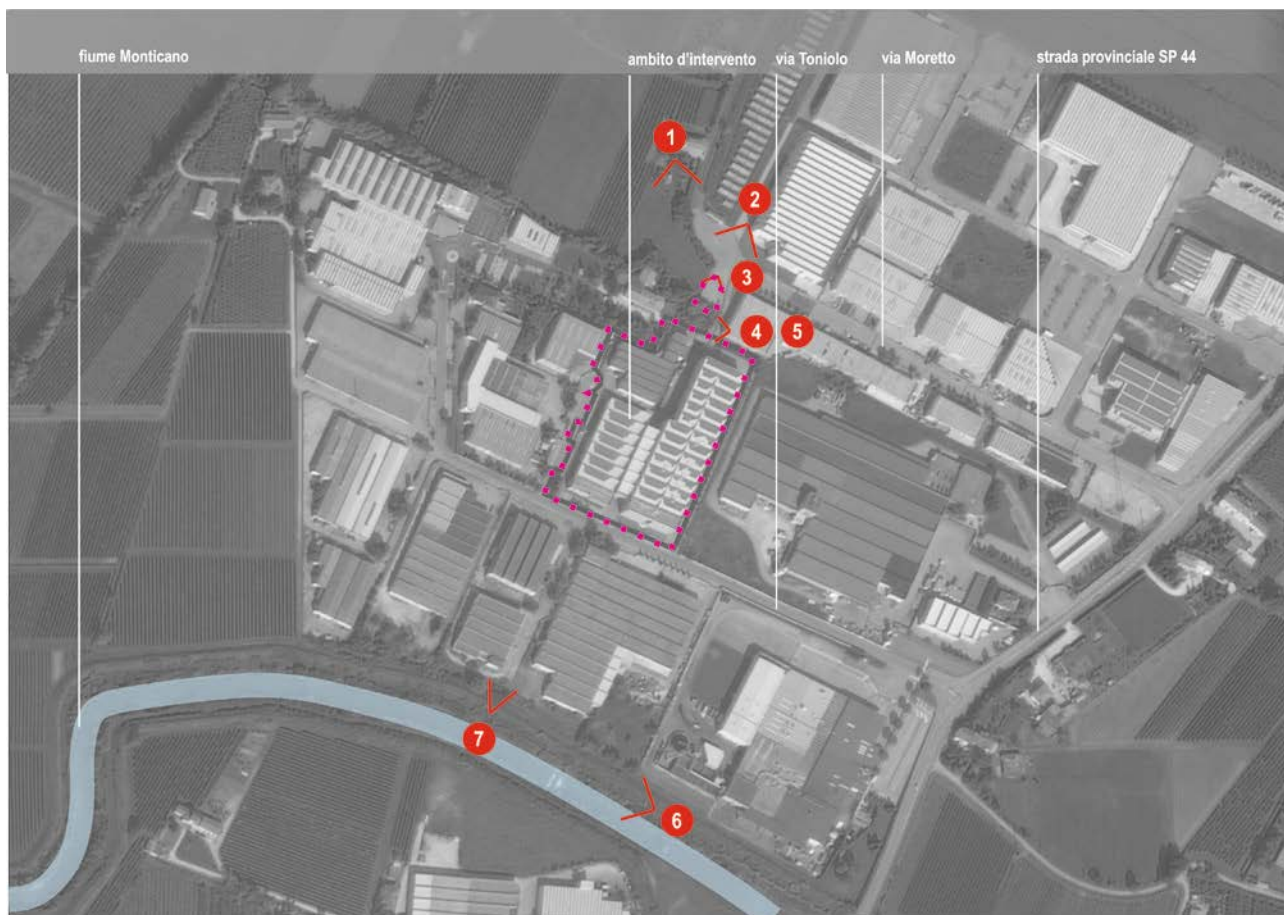 fiume Monticano
ambito d'intervento
via Toniolo
via Moretto
strada provinciale SP 44
1
2
3
4
5
7
6